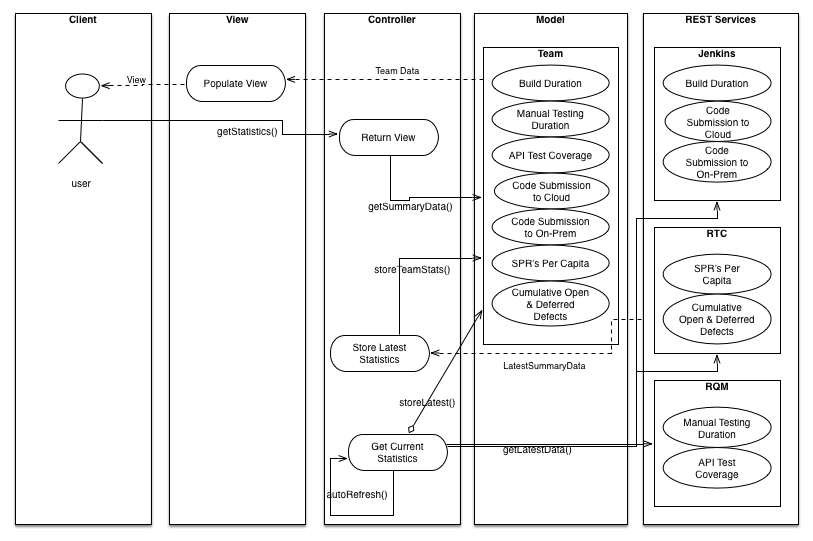 Client
View
Controller
Model
REST Services
Team
Jenkins
View
Populate View
Team Data
Build Duration
Build Duration
getStatistics()
Return View
Manual Testing
Duration
Code
Submission to
Cloud
API Test Coverage
Code
Submission to
On-Prem
user
getSummaryData()
Code Submission
to Cloud
Code Submission
to On-Prem
RTC
storeTeamStats()
SPR's Per Capita
SPR's Per
Capita
Cumulative Open
& Deferred
Defects
Cumulative
Open & Deferred
Defects
Store Latest
Statistics
LatestSummaryData
RQM
storeLatest()
Manual Testing
Duration
Get Current
Statistics
getLatestData()
API Test
Coverage
autoRefresh()